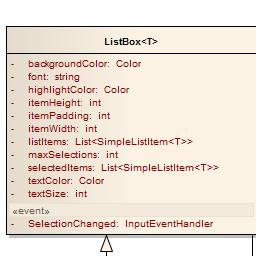 ListBox<T>
- backgroundColor: Color
- font: string
- highlightColor: Color
- itemHeight: int
- itemPadding: int
- itemWidth: int
- listItems: List<SimpleListItem<T>>
- maxSelections: int
- selectedItems: List<SimpleListItem<T>>
- textColor: Color
- textSize: int
«event»
- SelectionChanged: InputEventHandler